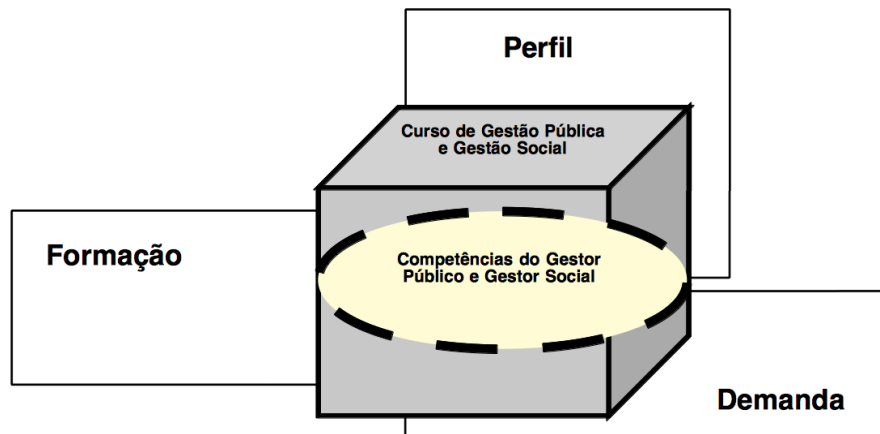 Perfil
Curso de Gestão Pública
e Gestão Social
Formação
Competências do Gestor
Público e Gestor Social
Demanda